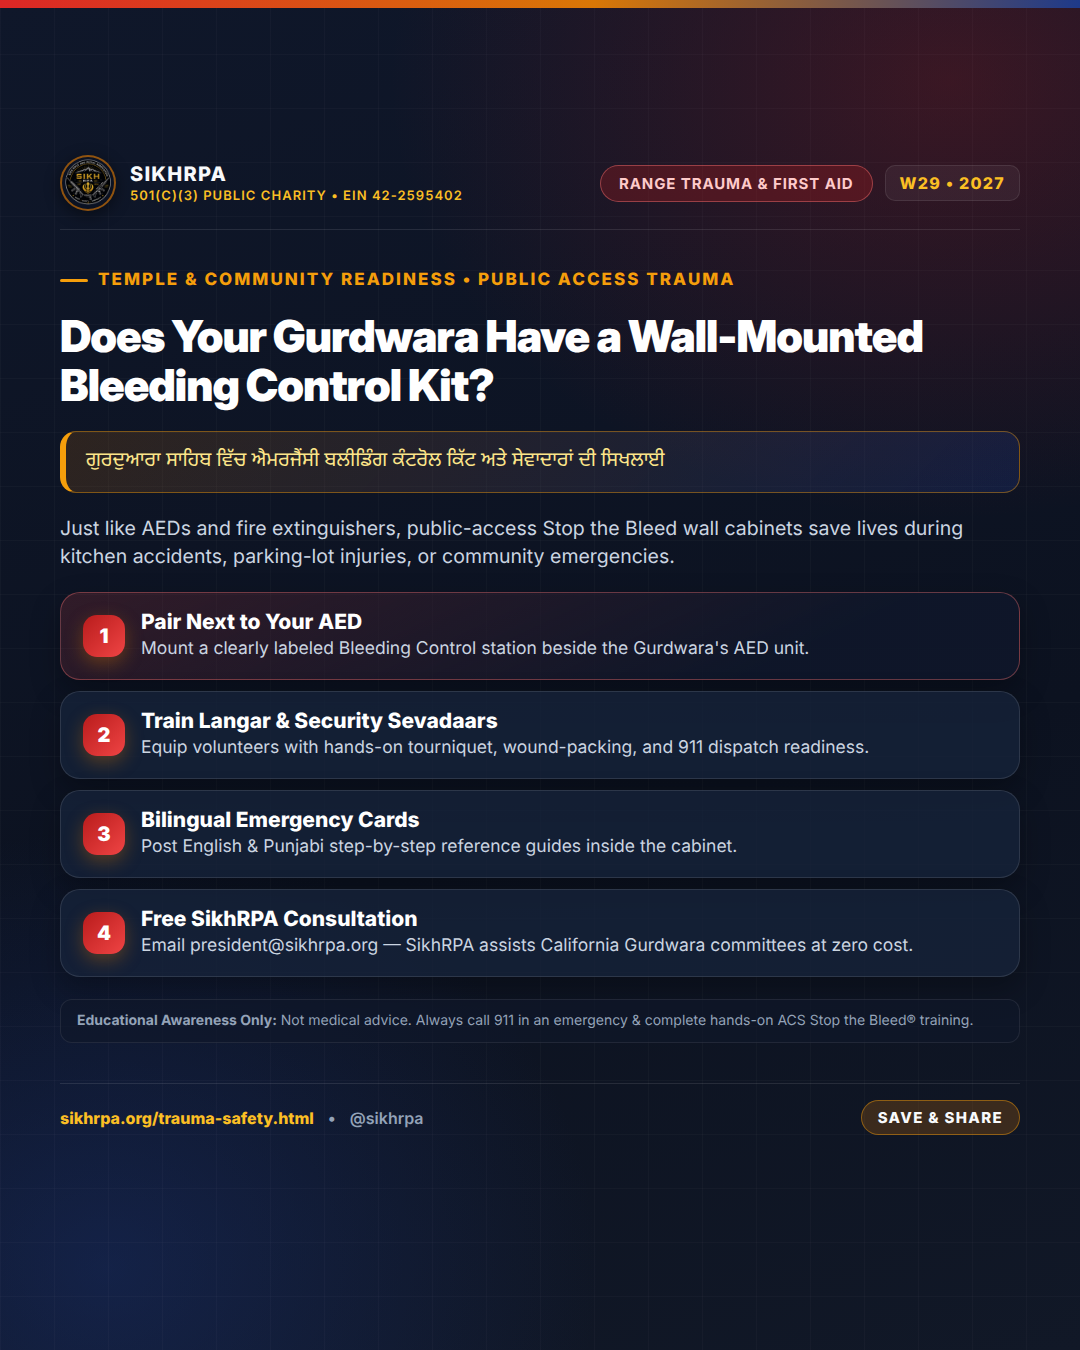 SIKH
SIKHRPA
501(C)(3) PUBLIC CHARITY • EIN 42-2595402
RANGE TRAUMA & FIRST AID
W29 • 2027
TEMPLE & COMMUNITY READINESS • PUBLIC ACCESS TRAUMA
Does Your Gurdwara Have a Wall-Mounted
Bleeding Control Kit?
ਗੁਰਦੁਆਰਾ ਸਾਹਿਬ ਵਿੱਚ ਐਮਰਜੈਂਸੀ ਬਲੀਡਿੰਗ ਕੰਟਰੋਲ ਕਿੱਟ ਅਤੇ ਸੇਵਾਦਾਰਾਂ ਦੀ ਸਿਖਲਾਈ
Just like AEDs and fire extinguishers, public-access Stop the Bleed wall cabinets save lives during
kitchen accidents, parking-lot injuries, or community emergencies.
1
Pair Next to Your AED
Mount a clearly labeled Bleeding Control station beside the Gurdwara's AED unit.
2
Train Langar & Security Sevadaars
Equip volunteers with hands-on tourniquet, wound-packing, and 911 dispatch readiness.
3
Bilingual Emergency Cards
Post English & Punjabi step-by-step reference guides inside the cabinet.
4
Free SikhRPA Consultation
Email president@sikhrpa.org — SikhRPA assists California Gurdwara committees at zero cost.
Educational Awareness Only: Not medical advice. Always call 911 in an emergency & complete hands-on ACS Stop the Bleed® training.
sikhrpa.org/trauma-safety.html • @sikhrpa
SAVE & SHARE